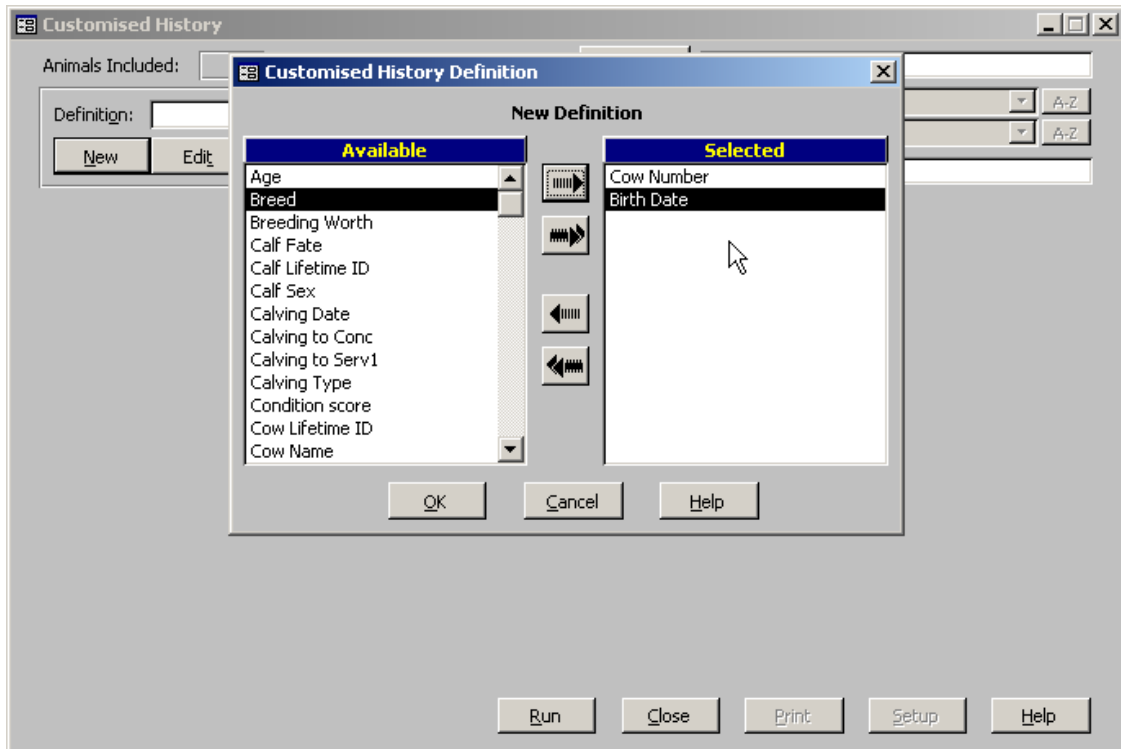 Customised History
Animals Included:
Definition:
New Edit
A-Z
A-Z
Customised History Definition
New Definition
Available
Age
Breed
Breeding Worth
Calf Fate
Calf Lifetime ID
Calf Sex
Calving Date
Calving to Conc
Calving to Serv1
Calving Type
Condition score
Cow Lifetime ID
Cow Name
Selected
Cow Number
Birth Date
OK Cancel Help
Run Close Print Setup Help